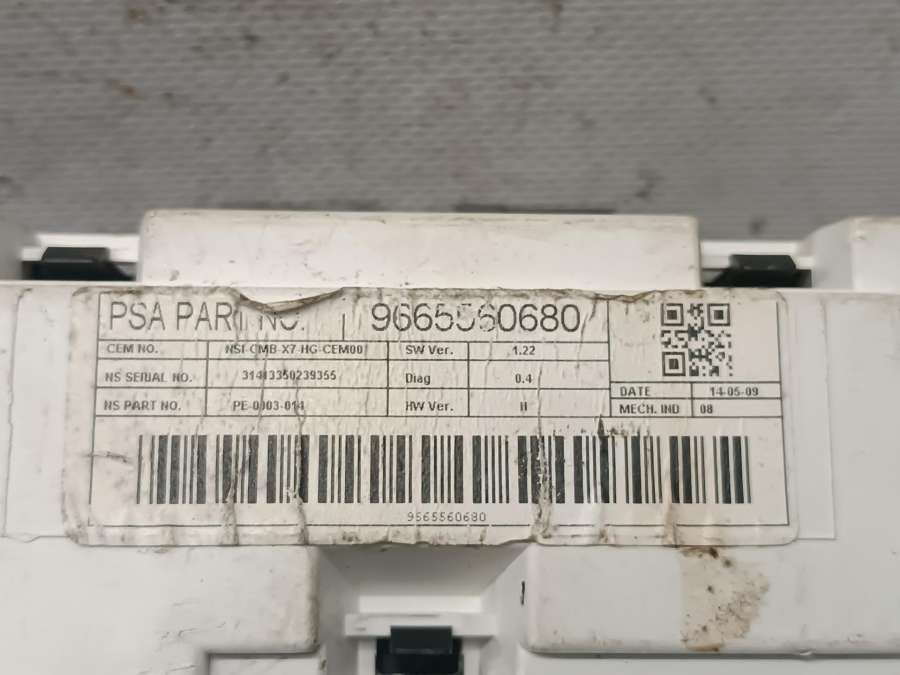 PSA PART NO. 9665560680
CEM NO. NSI-CMB-X7-HG-CEM00 SW Ver. 1.22
NS SERIAL NO. 31413350239355 Diag 0.4
DATE 14-05-09
NS PART NO. PE-0003-014 HW Ver. H
MECH. IND 08
9665560680